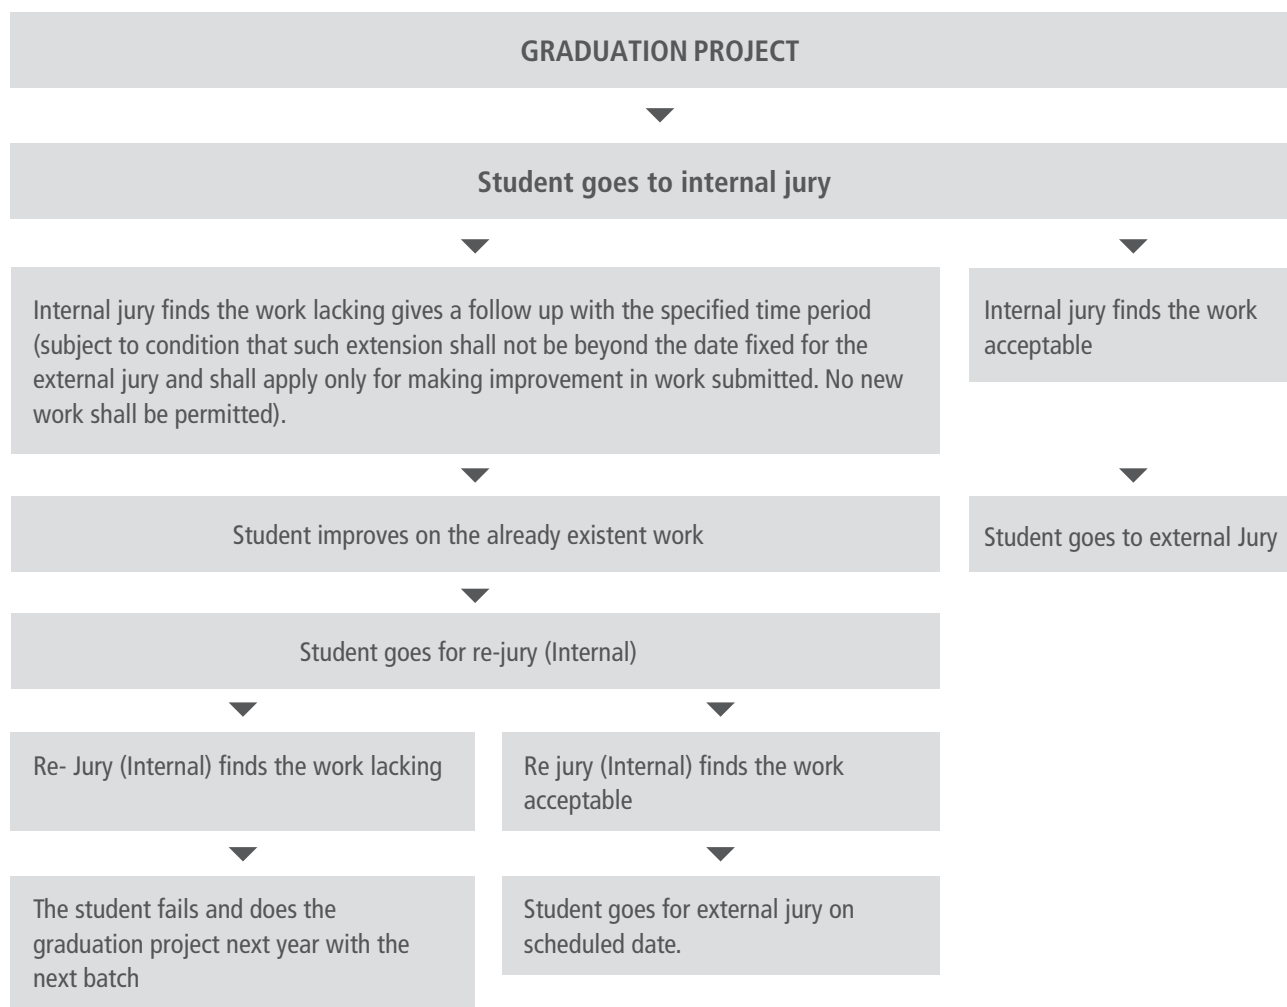 GRADUATION PROJECT
Student goes to internal jury
Internal jury finds the work lacking gives a follow up with the specified time period
(subject to condition that such extension shall not be beyond the date fixed for the
external jury and shall apply only for making improvement in work submitted. No new
work shall be permitted).
Internal jury finds the work
acceptable
Student improves on the already existent work
Student goes to external Jury
Student goes for re-jury (Internal)
Re- Jury (Internal) finds the work lacking
Re jury (Internal) finds the work
acceptable
The student fails and does the
graduation project next year with the
next batch
Student goes for external jury on
scheduled date.